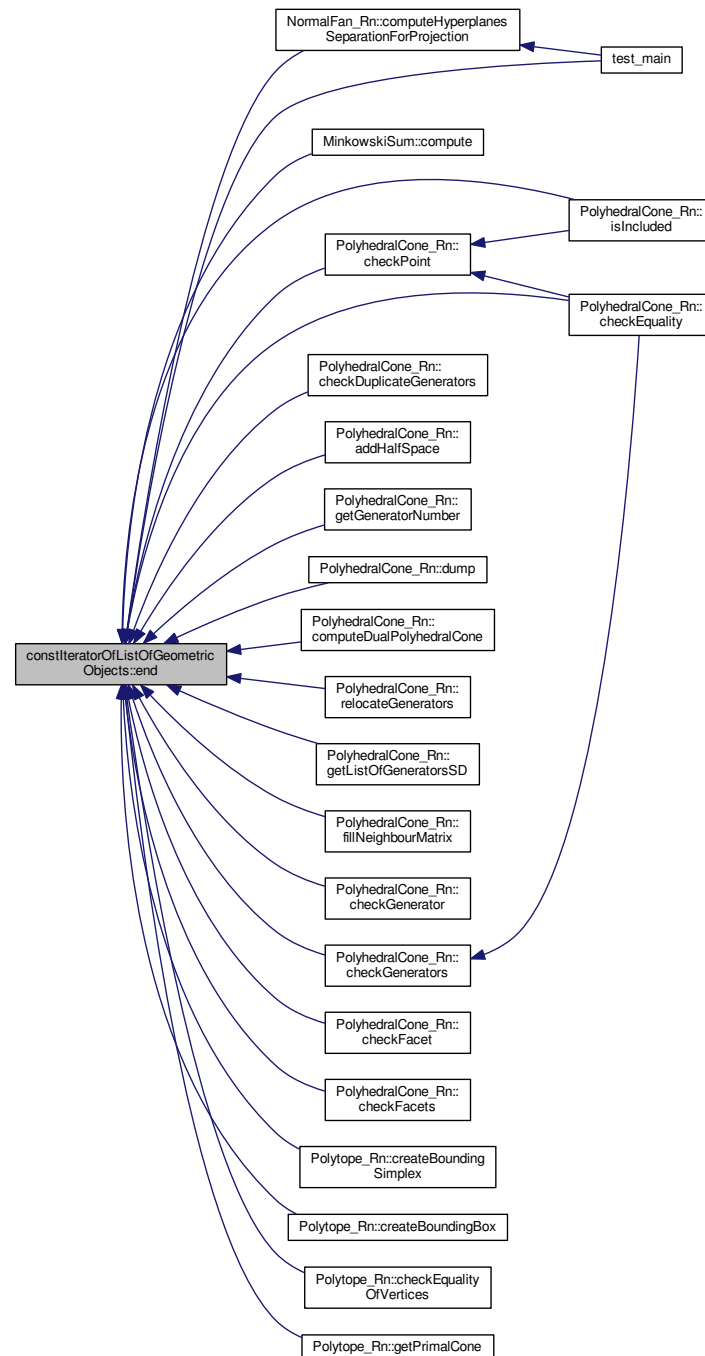 NormalFan_Rn::computeHyperplanes
SeparationForProjection
test_main
MinkowskiSum::compute
PolyhedralCone_Rn::
isIncluded
PolyhedralCone_Rn::
checkPoint
PolyhedralCone_Rn::
checkEquality
PolyhedralCone_Rn::
checkDuplicateGenerators
PolyhedralCone_Rn::
addHalfSpace
PolyhedralCone_Rn::
getGeneratorNumber
PolyhedralCone_Rn::dump
PolyhedralCone_Rn::
computeDualPolyhedralCone
constIteratorOfListOfGeometric
Objects::end
PolyhedralCone_Rn::
relocateGenerators
PolyhedralCone_Rn::
getListOfGeneratorsSD
PolyhedralCone_Rn::
fillNeighbourMatrix
PolyhedralCone_Rn::
checkGenerator
PolyhedralCone_Rn::
checkGenerators
PolyhedralCone_Rn::
checkFacet
PolyhedralCone_Rn::
checkFacets
Polytope_Rn::createBounding
Simplex
Polytope_Rn::createBoundingBox
Polytope_Rn::checkEquality
OfVertices
Polytope_Rn::getPrimalCone